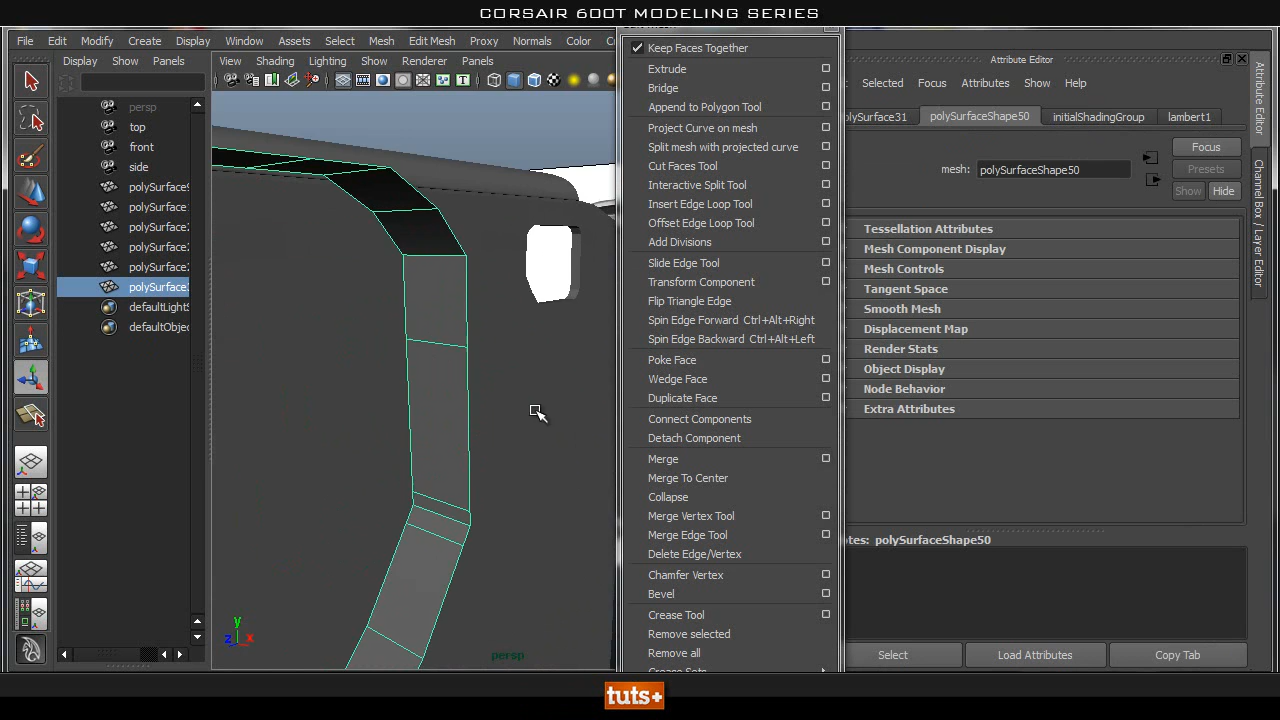 CORSAIR 600T MODELING SERIES
File Edit Modify Create Display Window Assets Select Mesh Edit Mesh Proxy Normals Color
Display Show Panels
View Shading Lighting Show Renderer Panels
persp
top
front
side
polySurface
polySurface
polySurface
polySurface
polySurface
polySurface
defaultLight
defaultObje
y
z
x
persp
Keep Faces Together
Extrude
Bridge
Append to Polygon Tool
Project Curve on mesh
Split mesh with projected curve
Cut Faces Tool
Interactive Split Tool
Insert Edge Loop Tool
Offset Edge Loop Tool
Add Divisions
Slide Edge Tool
Transform Component
Flip Triangle Edge
Spin Edge Forward Ctrl+Alt+Right
Spin Edge Backward Ctrl+Alt+Left
Poke Face
Wedge Face
Duplicate Face
Connect Components
Detach Component
Merge
Merge To Center
Collapse
Merge Vertex Tool
Merge Edge Tool
Delete Edge/Vertex
Chamfer Vertex
Bevel
Crease Tool
Remove selected
Remove all
Crease Sets
Attribute Editor
Selected Focus Attributes Show Help
olySurface31 polySurfaceShape50 initialShadingGroup lambert1
mesh: polySurfaceShape50
Focus
Presets
Show Hide
Tessellation Attributes
Mesh Component Display
Mesh Controls
Tangent Space
Smooth Mesh
Displacement Map
Render Stats
Object Display
Node Behavior
Extra Attributes
tes: polySurfaceShape50
Select Load Attributes Copy Tab
Attribute Editor
Channel Box / Layer Editor
tuts+